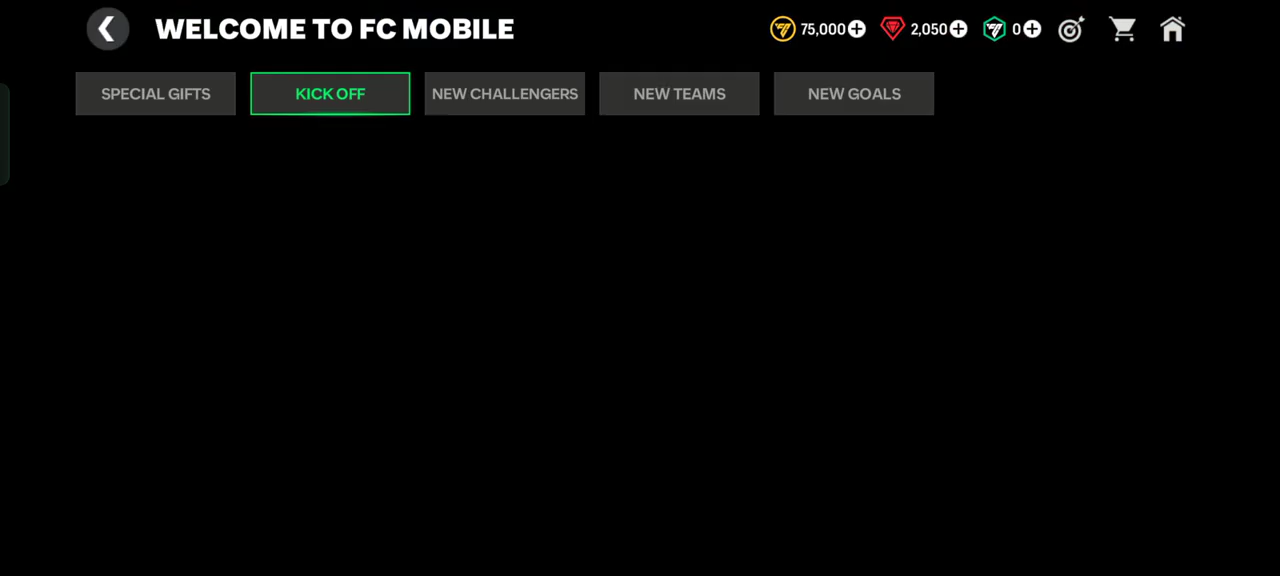 WELCOME TO FC MOBILE
75,000
2,050
0
SPECIAL GIFTS
KICK OFF
NEW CHALLENGERS
NEW TEAMS
NEW GOALS